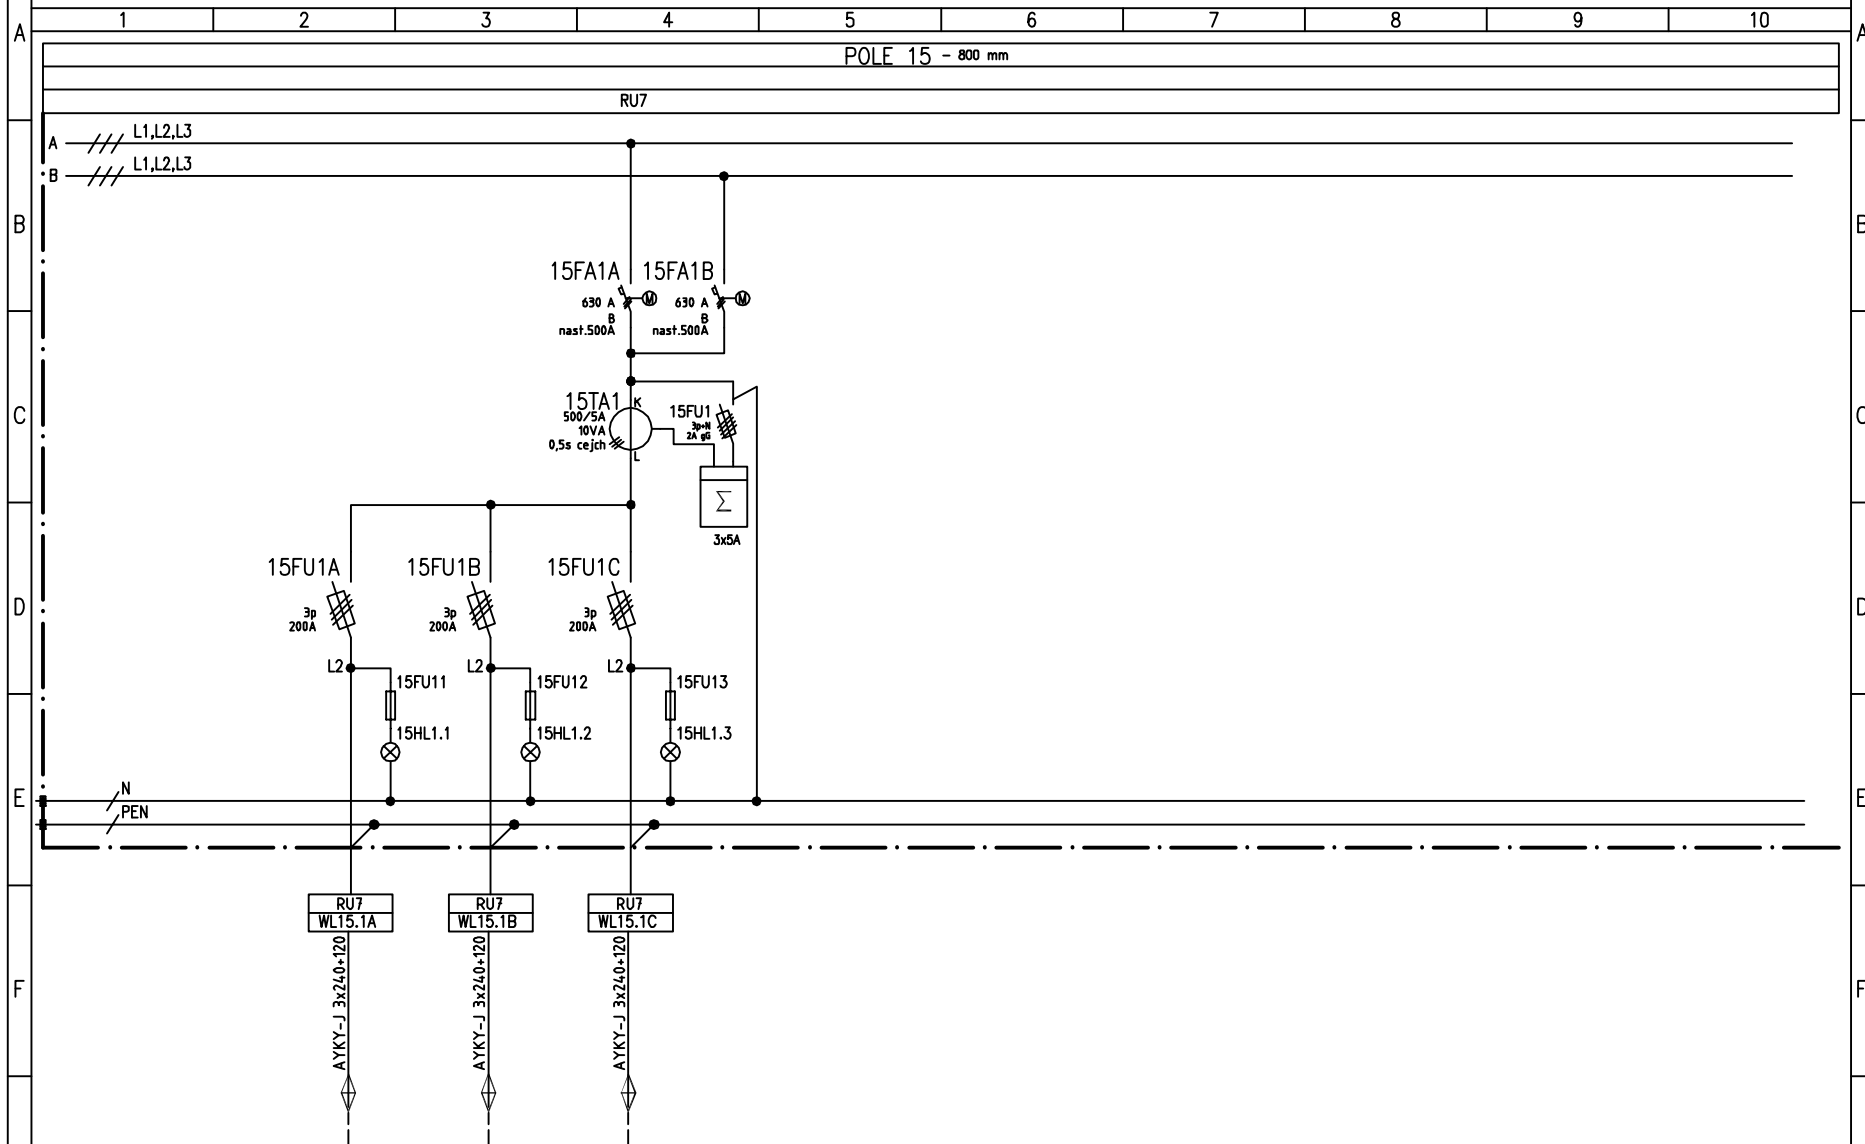 1 2 3 4 5 6 7 8 9 10
A A
POLE 15 - 800 mm
RU7
A L1,L2,L3
B L1,L2,L3
B B
15FA1A 15FA1B
630 A M 630 A M
B B
nast.500A nast.500A
15TA1 K
500/5A
10VA
0,5s cejch
L
15FU1
3p+N
2A gG
C C
Σ
3x5A
15FU1A 15FU1B 15FU1C
3p 3p 3p
200A 200A 200A
D D
L2 L2 L2
15FU11 15FU12 15FU13
15HL1.1 15HL1.2 15HL1.3
N
E E
PEN
RU7 RU7 RU7
WL15.1A WL15.1B WL15.1C
AYKY-J 3x240+120 AYKY-J 3x240+120 AYKY-J 3x240+120
F F